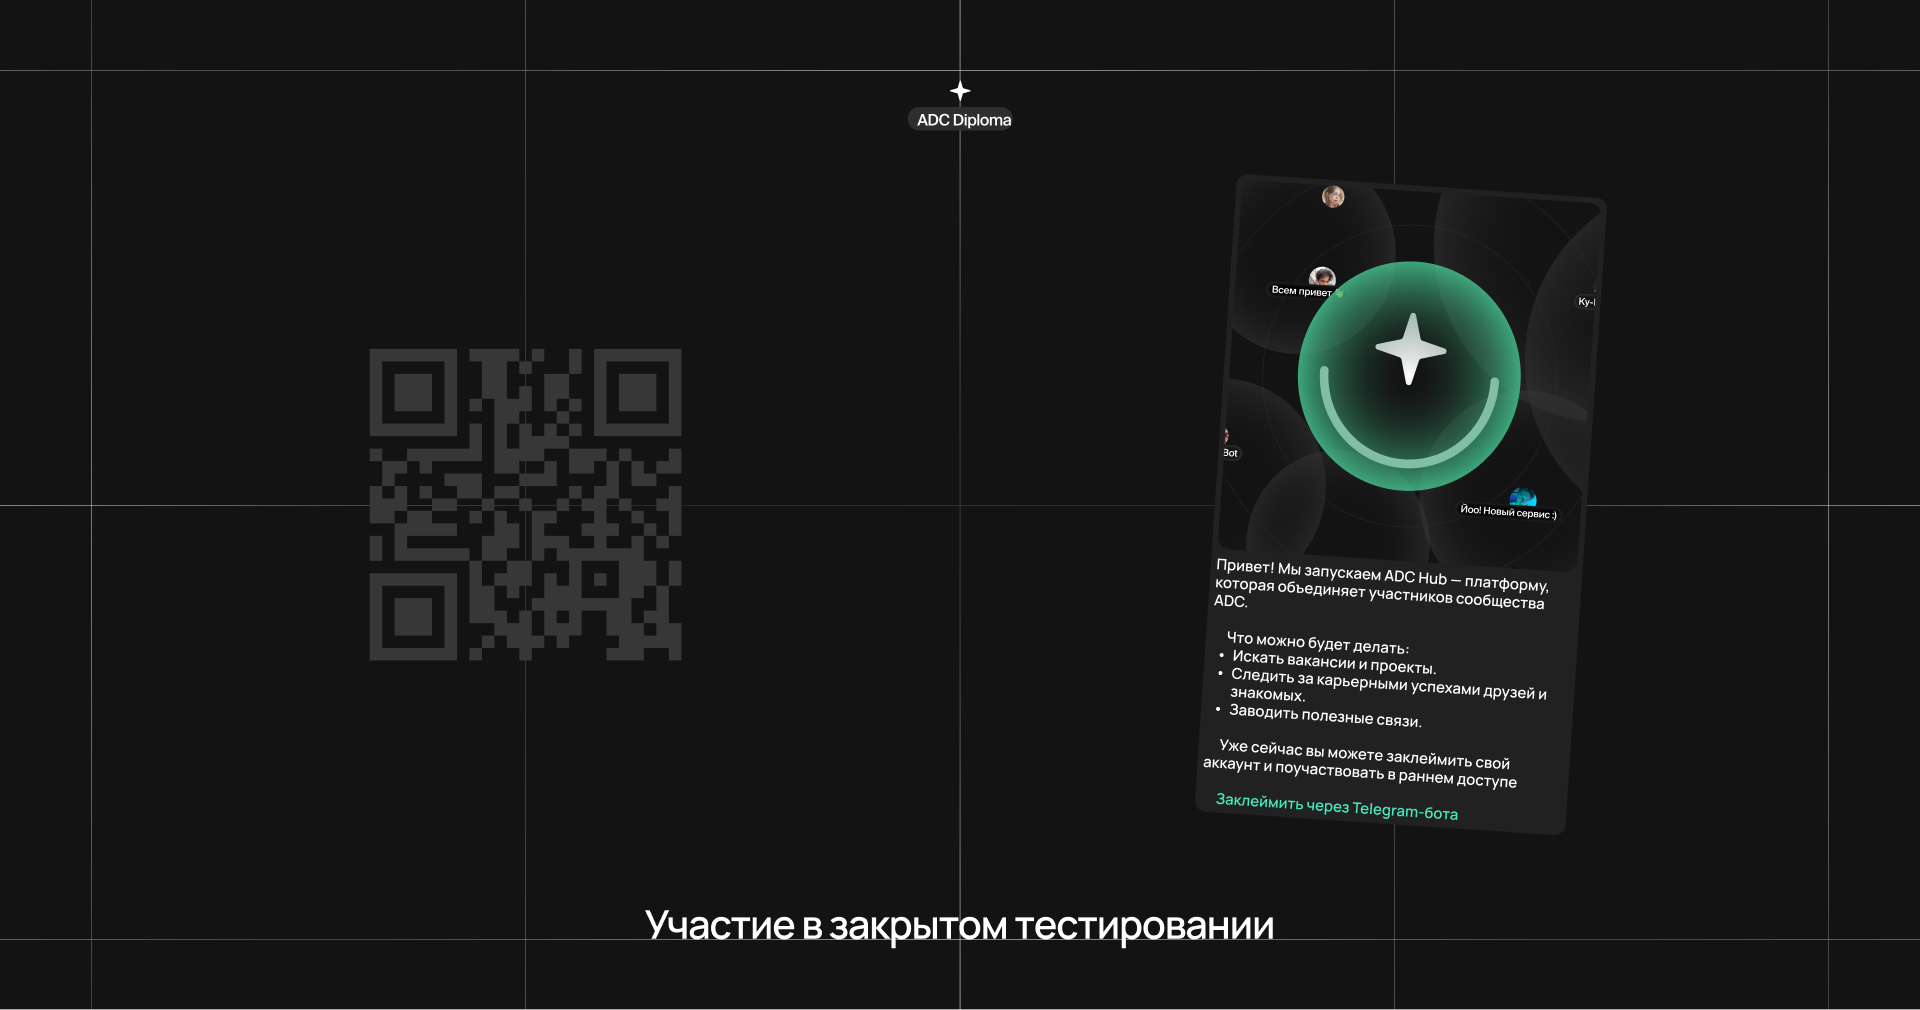 ADC Diploma
Всем привет
Ку-
Bot
Йоо! Новый сервис :)
Привет! Мы запускаем ADC Hub — платформу,
которая объединяет участников сообщества
ADC.
Что можно будет делать:
• Искать вакансии и проекты.
• Следить за карьерными успехами друзей и
знакомых.
• Заводить полезные связи.
Уже сейчас вы можете заклеймить свой
аккаунт и поучаствовать в раннем доступе
Заклеймить через Telegram-бота
Участие в закрытом тестировании